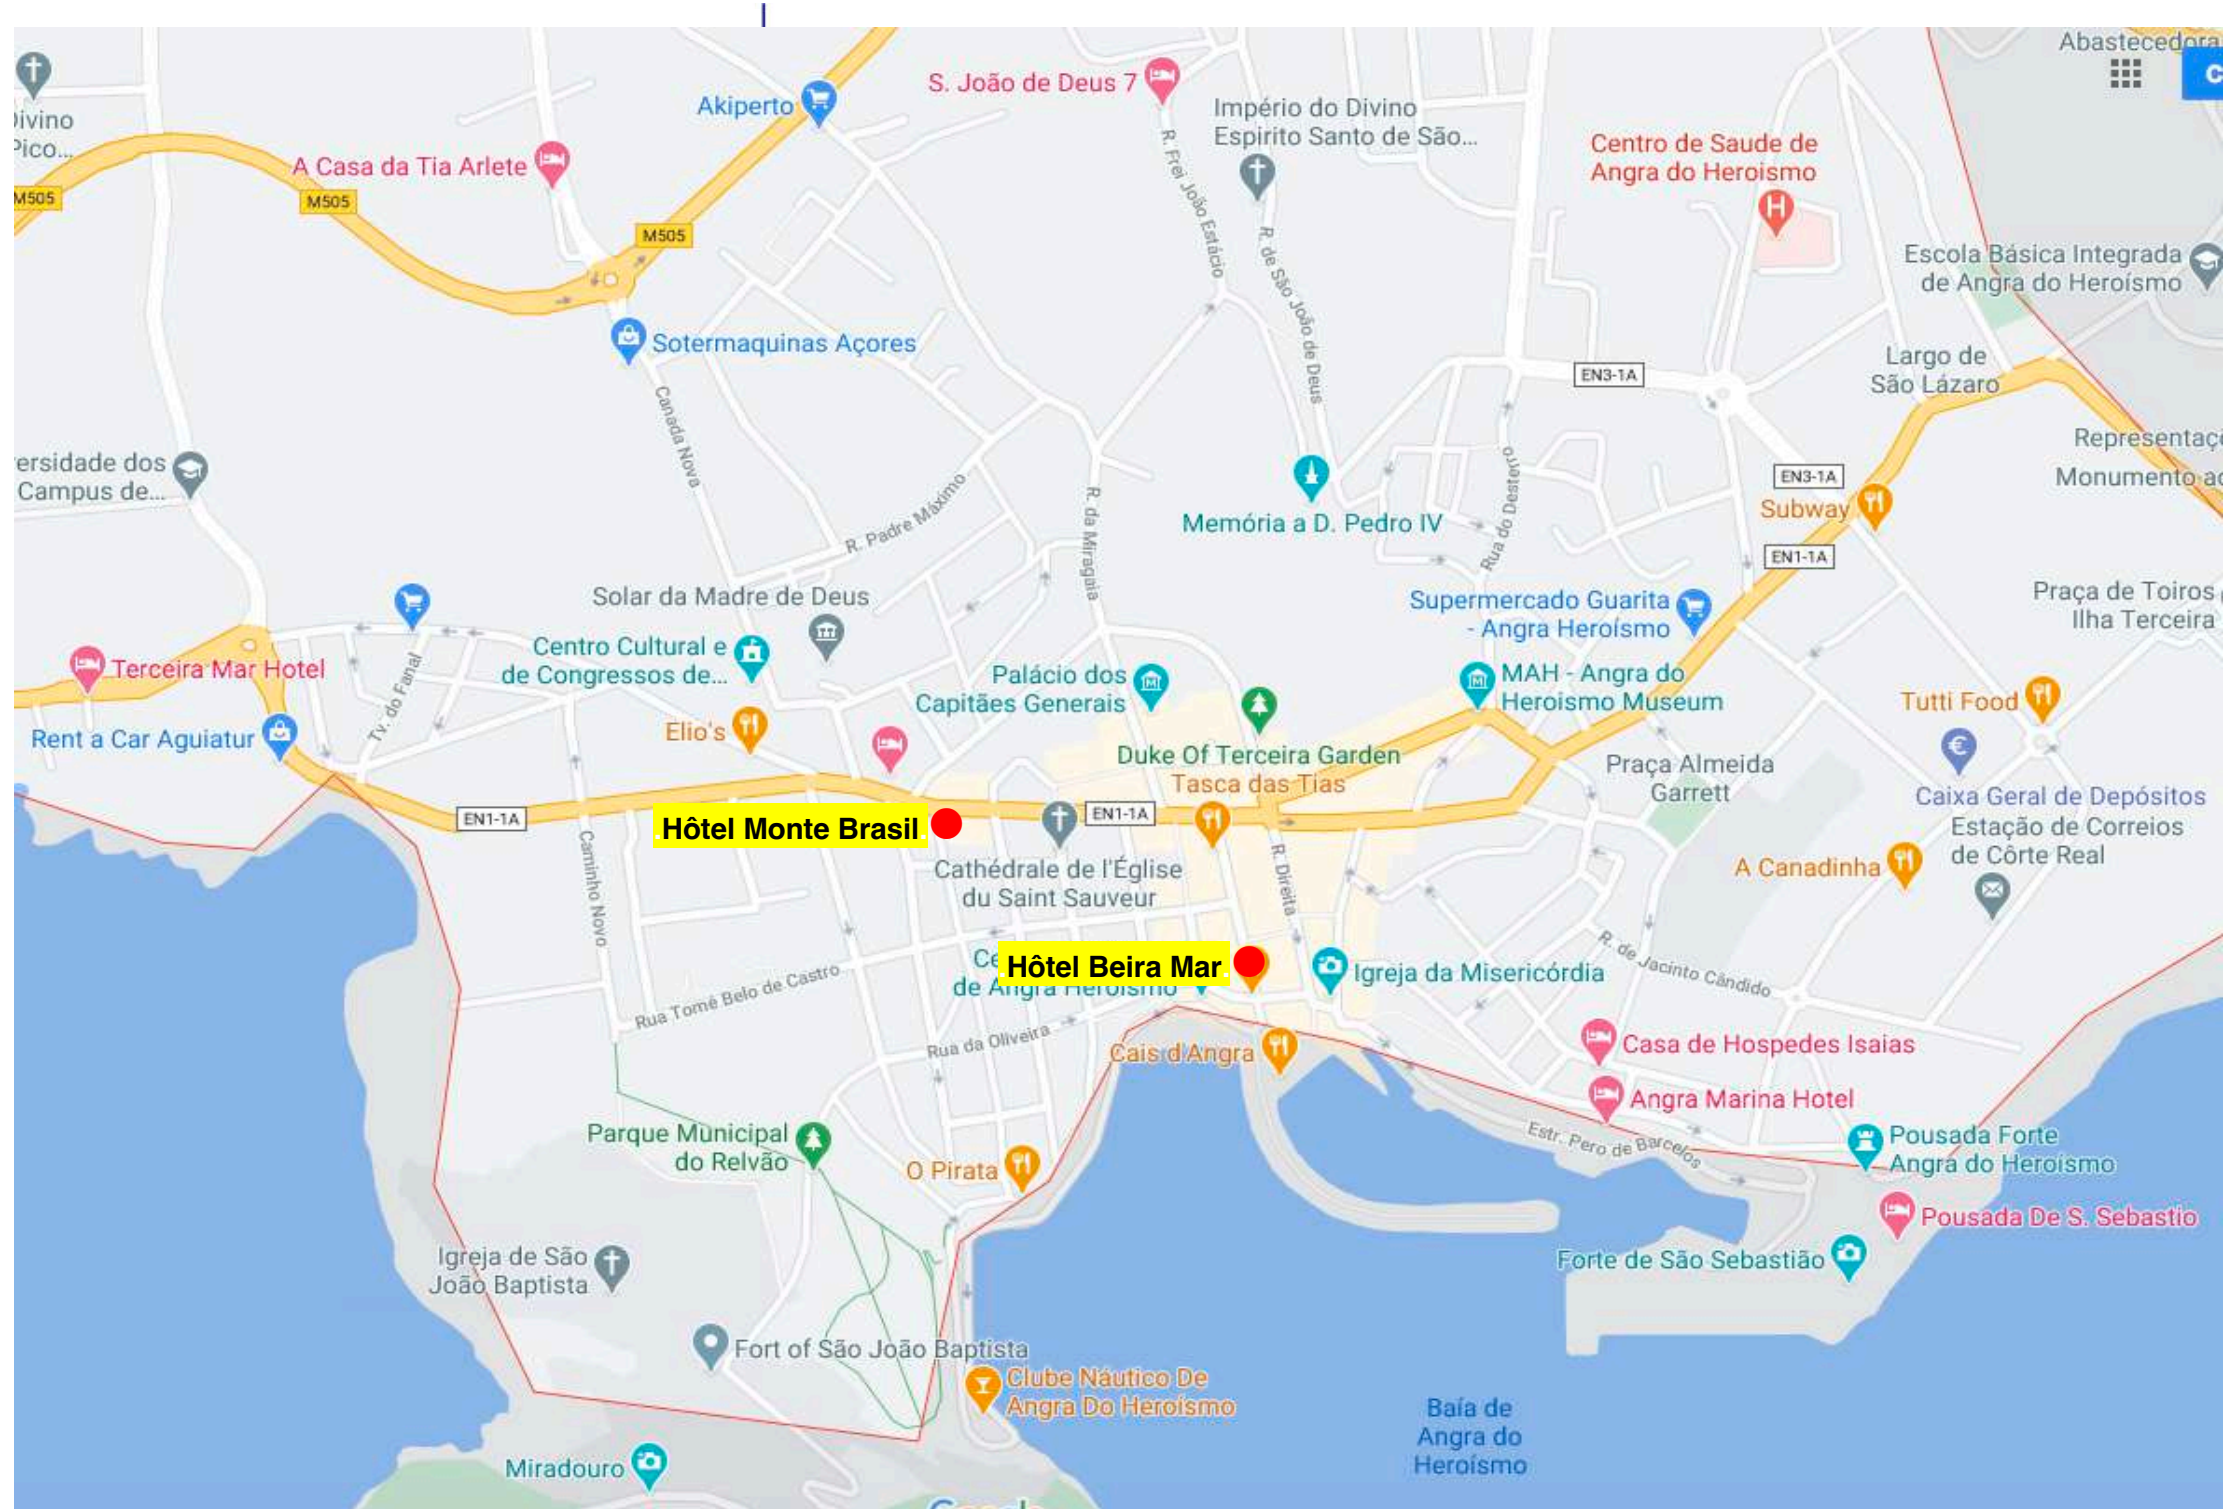 Abastecedora
S. João de Deus 7
Akiperto
Império do Divino
Espirito Santo de São...
Centro de Saude de
Angra do Heroismo
H
ivino
Pico...
A Casa da Tia Arlete
M505
M505
M505
R. Frei João Estácio
R. de São João de Deus
Escola Básica Integrada
de Angra do Heroísmo
Sotermaquinas Açores
Largo de
São Lázaro
EN3-1A
Canada Nova
ersidade dos
Campus de...
R. Padre Máximo
R. da Miragaia
Memória a D. Pedro IV
Rua do Desterro
EN3-1A
Subway
EN1-1A
Representaç
Monumento ao
Solar da Madre de Deus
Supermercado Guarita
- Angra Heroísmo
Praça de Toiros
Ilha Terceira
Centro Cultural e
de Congressos de...
Terceira Mar Hotel
Tv. do Fanal
Palácio dos
Capitães Generais
MAH - Angra do
Heroismo Museum
Tutti Food
Rent a Car Aguiatur
Elio's
Duke Of Terceira Garden
Tasca das Tias
Praça Almeida
Garrett
€
Caixa Geral de Depósitos
Estação de Correios
de Côrte Real
EN1-1A
Hôtel Monte Brasil
EN1-1A
Caminho Novo
Cathédrale de l'Église
du Saint Sauveur
R. Direita
A Canadinha
R. de Jacinto Cândido
Ce
Hôtel Beira Mar
de Angra Heroísmo
Igreja da Misericórdia
Rua Tomé Belo de Castro
Rua da Oliveira
Cais d'Angra
Casa de Hospedes Isaias
Angra Marina Hotel
Estr. Pero de Barcelos
Parque Municipal
do Relvão
O Pirata
Pousada Forte
Angra do Heroísmo
Pousada De S. Sebastio
Igreja de São
João Baptista
Forte de São Sebastião
Fort of São João Baptista
Clube Náutico De
Angra Do Heroísmo
Baía de
Angra do
Heroísmo
Miradouro